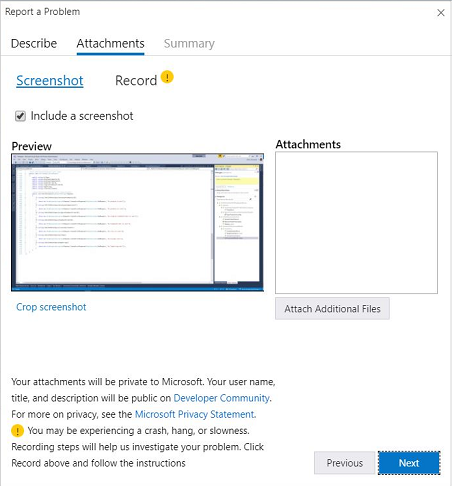 Report a Problem
Describe Attachments Summary
Screenshot Record !
Include a screenshot
Preview
Attachments
Crop screenshot
Attach Additional Files
Your attachments will be private to Microsoft. Your user name,
title, and description will be public on Developer Community.
For more on privacy, see the Microsoft Privacy Statement.
! You may be experiencing a crash, hang, or slowness.
Recording steps will help us investigate your problem. Click
Record above and follow the instructions
Previous Next